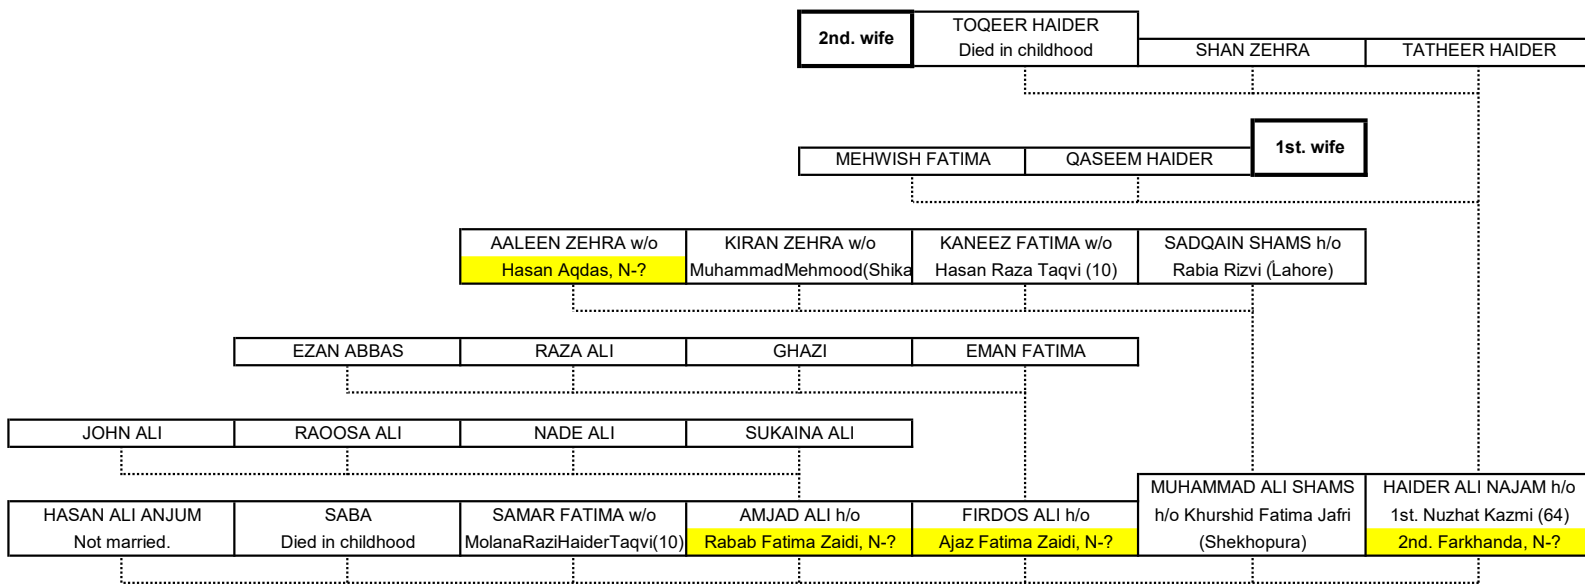 2nd. wife
TOQEER HAIDER
Died in childhood
SHAN ZEHRA
TATHEER HAIDER
MEHWISH FATIMA
QASEEM HAIDER
1st. wife
AALEEN ZEHRA w/o
Hasan Aqdas, N-?
KIRAN ZEHRA w/o
MuhammadMehmood(Shika
KANEEZ FATIMA w/o
Hasan Raza Taqvi (10)
SADQAIN SHAMS h/o
Rabia Rizvi (Lahore)
EZAN ABBAS
RAZA ALI
GHAZI
EMAN FATIMA
JOHN ALI
RAOOSA ALI
NADE ALI
SUKAINA ALI
HASAN ALI ANJUM
Not married.
SABA
Died in childhood
SAMAR FATIMA w/o
MolanaRaziHaiderTaqvi(10)
AMJAD ALI h/o
Rabab Fatima Zaidi, N-?
FIRDOS ALI h/o
Ajaz Fatima Zaidi, N-?
MUHAMMAD ALI SHAMS
h/o Khurshid Fatima Jafri
(Shekhopura)
HAIDER ALI NAJAM h/o
1st. Nuzhat Kazmi (64)
2nd. Farkhanda, N-?